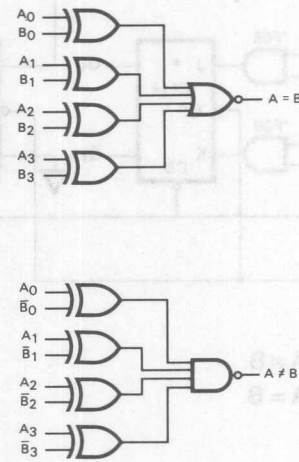 A₀
B₀
A₁
B₁
A = B
A₂
B₂
A₃
B₃
A₀
B̅₀
A₁
B̅₁
A ≠ B
A₂
B̅₂
A₃
B̅₃